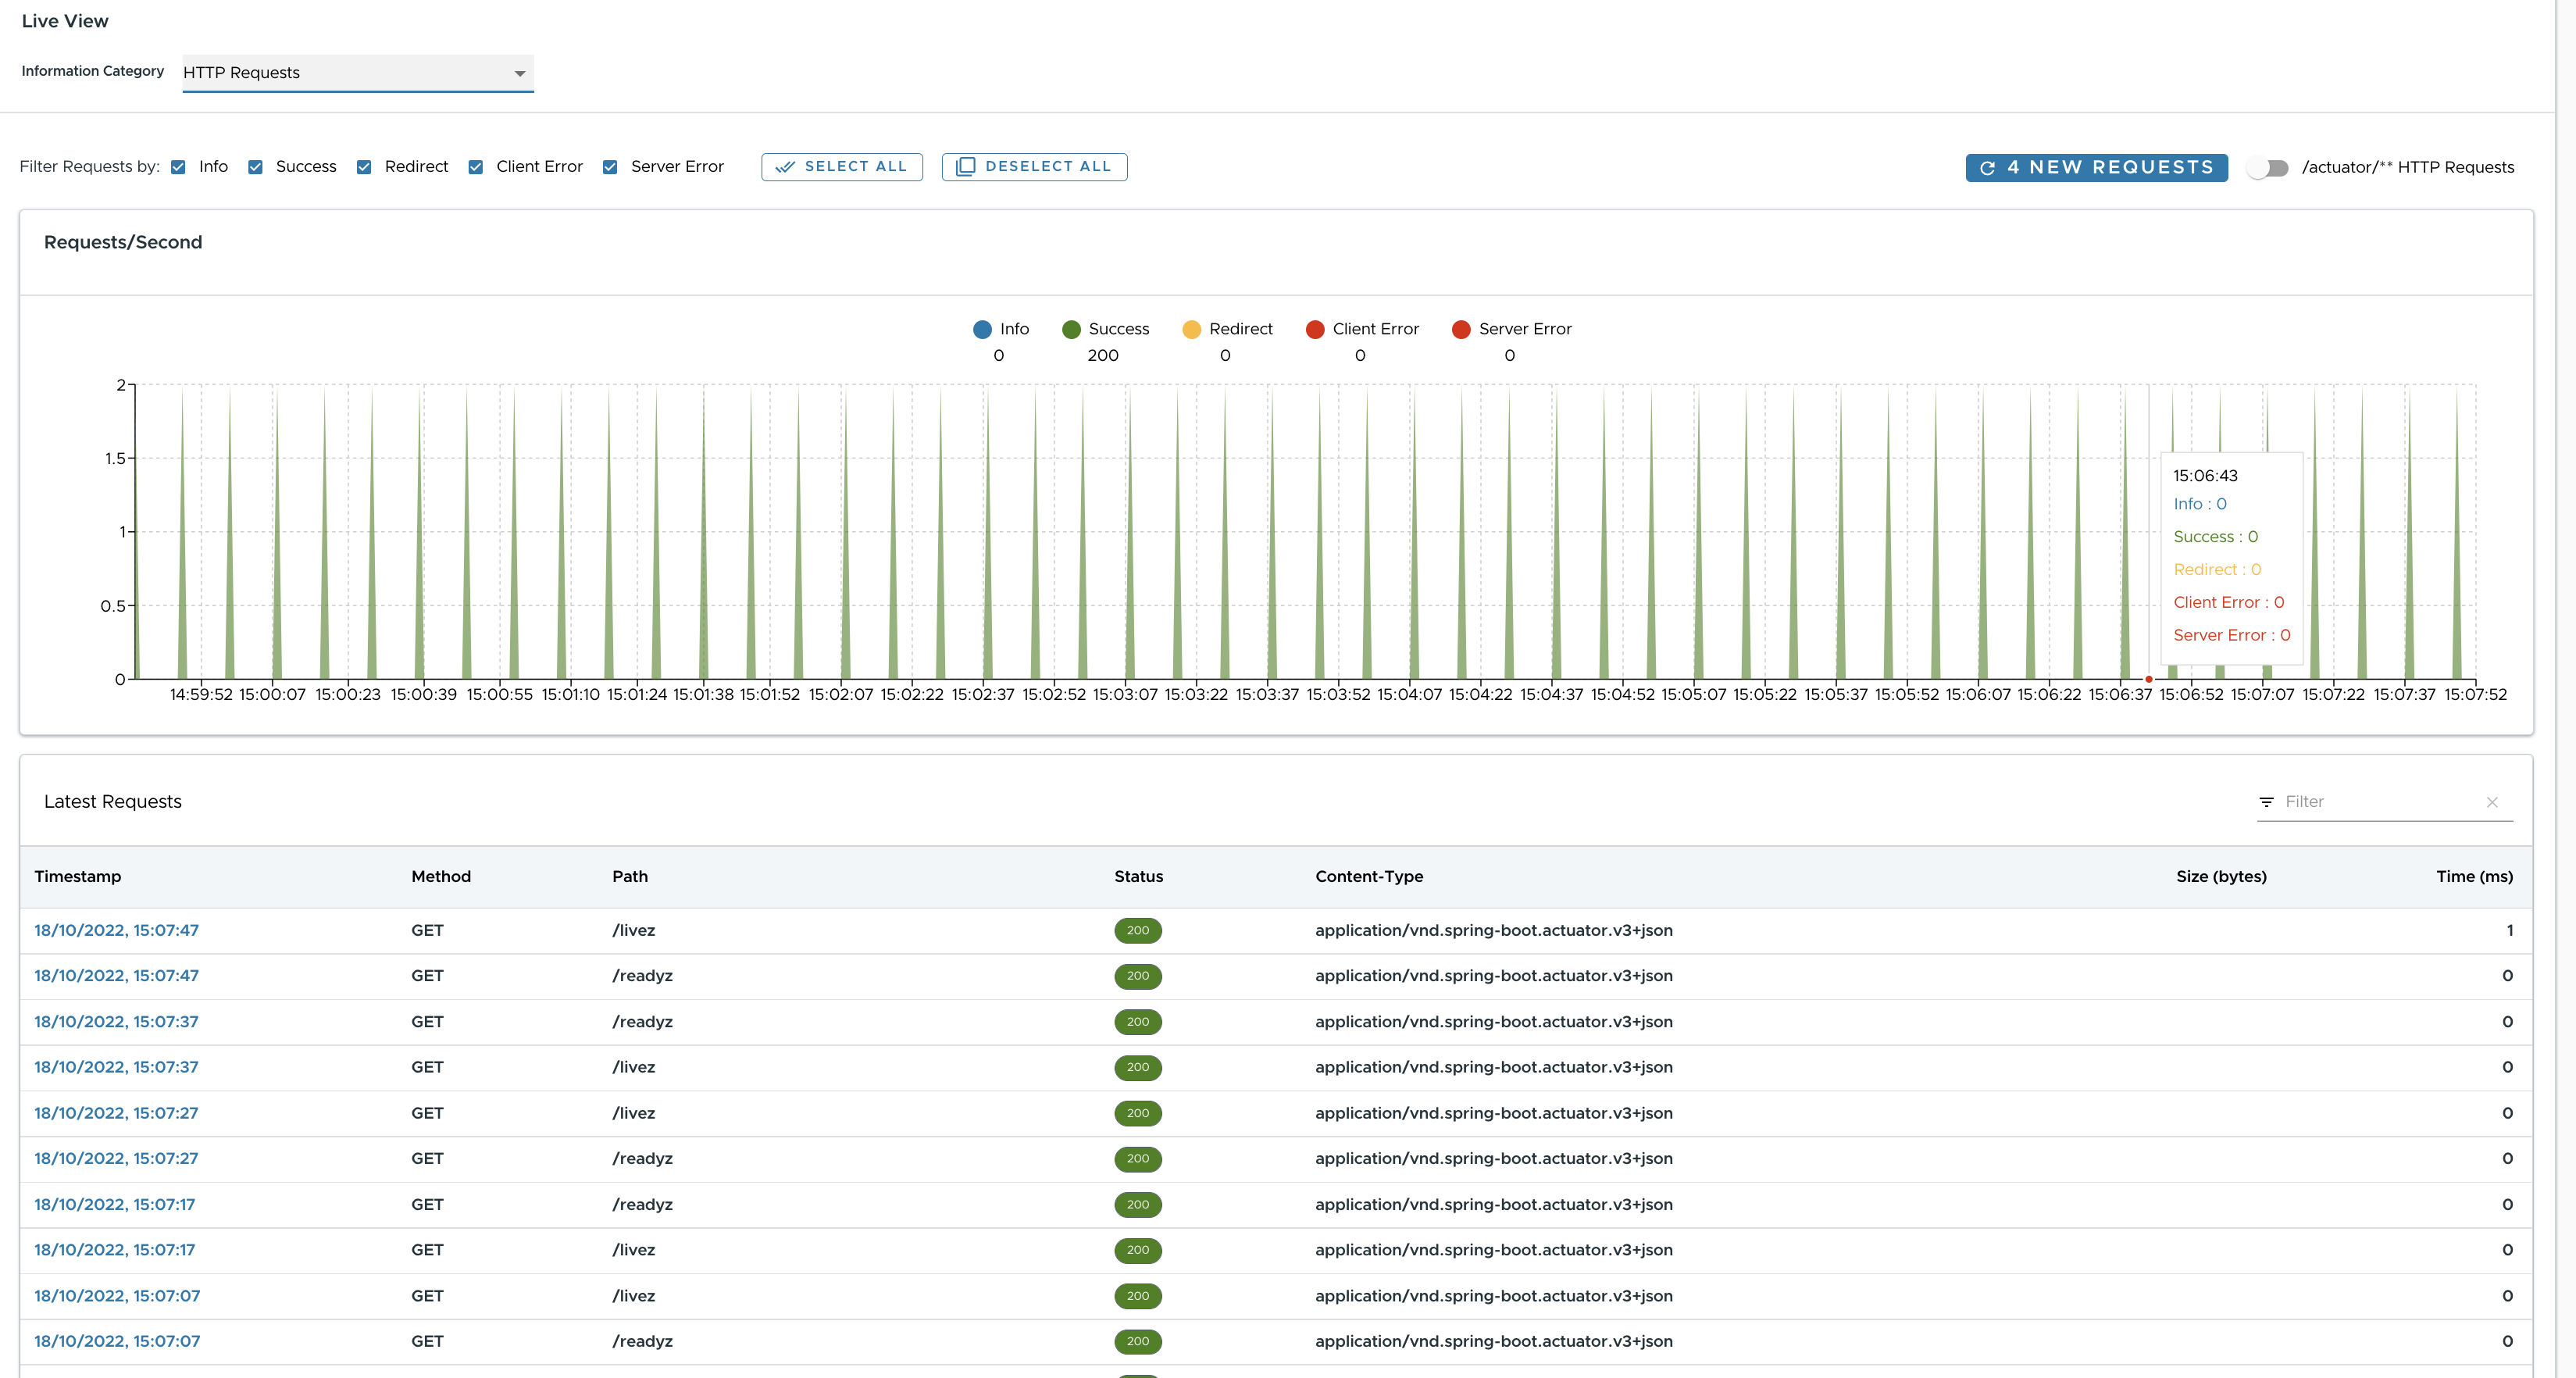 Live View
Information Category HTTP Requests
Filter Requests by: Info Success Redirect Client Error Server Error SELECT ALL DESELECT ALL 4 NEW REQUESTS /actuator/** HTTP Requests
Requests/Second
Info Success Redirect Client Error Server Error
0 200 0 0 0
2
1.5
1
0.5
0
15:06:43
Info : 0
Success : 0
Redirect : 0
Client Error : 0
Server Error : 0
14:59:52 15:00:07 15:00:23 15:00:39 15:00:55 15:01:10 15:01:24 15:01:38 15:01:52 15:02:07 15:02:22 15:02:37 15:02:52 15:03:07 15:03:22 15:03:37 15:03:52 15:04:07 15:04:22 15:04:37 15:04:52 15:05:07 15:05:22 15:05:37 15:05:52 15:06:07 15:06:22 15:06:37 15:06:52 15:07:07 15:07:22 15:07:37 15:07:52
Latest Requests Filter
Timestamp Method Path Status Content-Type Size (bytes) Time (ms)
18/10/2022, 15:07:47 GET /livez 200 application/vnd.spring-boot.actuator.v3+json 1
18/10/2022, 15:07:47 GET /readyz 200 application/vnd.spring-boot.actuator.v3+json 0
18/10/2022, 15:07:37 GET /readyz 200 application/vnd.spring-boot.actuator.v3+json 0
18/10/2022, 15:07:37 GET /livez 200 application/vnd.spring-boot.actuator.v3+json 0
18/10/2022, 15:07:27 GET /livez 200 application/vnd.spring-boot.actuator.v3+json 0
18/10/2022, 15:07:27 GET /readyz 200 application/vnd.spring-boot.actuator.v3+json 0
18/10/2022, 15:07:17 GET /readyz 200 application/vnd.spring-boot.actuator.v3+json 0
18/10/2022, 15:07:17 GET /livez 200 application/vnd.spring-boot.actuator.v3+json 0
18/10/2022, 15:07:07 GET /livez 200 application/vnd.spring-boot.actuator.v3+json 0
18/10/2022, 15:07:07 GET /readyz 200 application/vnd.spring-boot.actuator.v3+json 0